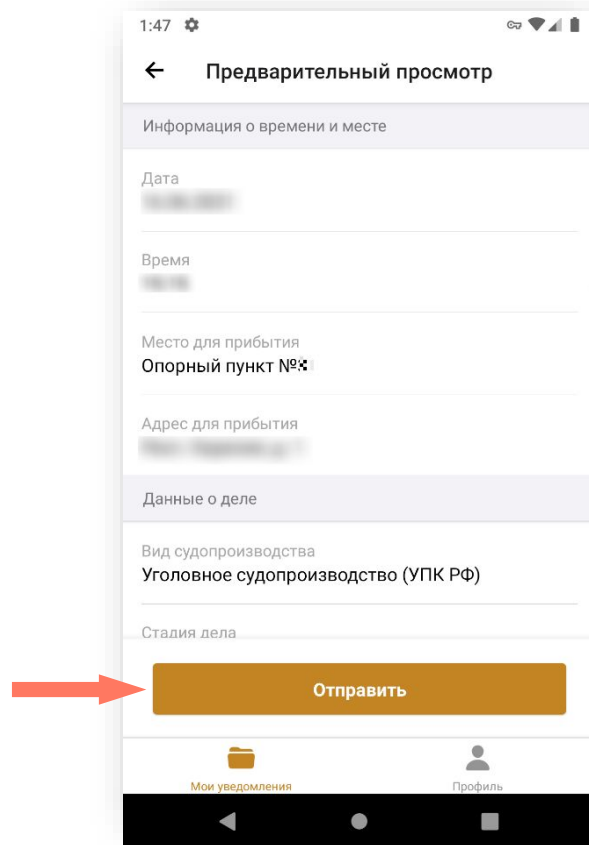 1:47
Предварительный просмотр
Информация о времени и месте
Дата
Время
Место для прибытия
Опорный пункт №
Адрес для прибытия
Данные о деле
Вид судопроизводства
Уголовное судопроизводство (УПК РФ)
Стадия дела
Отправить
Мои уведомления
Профиль